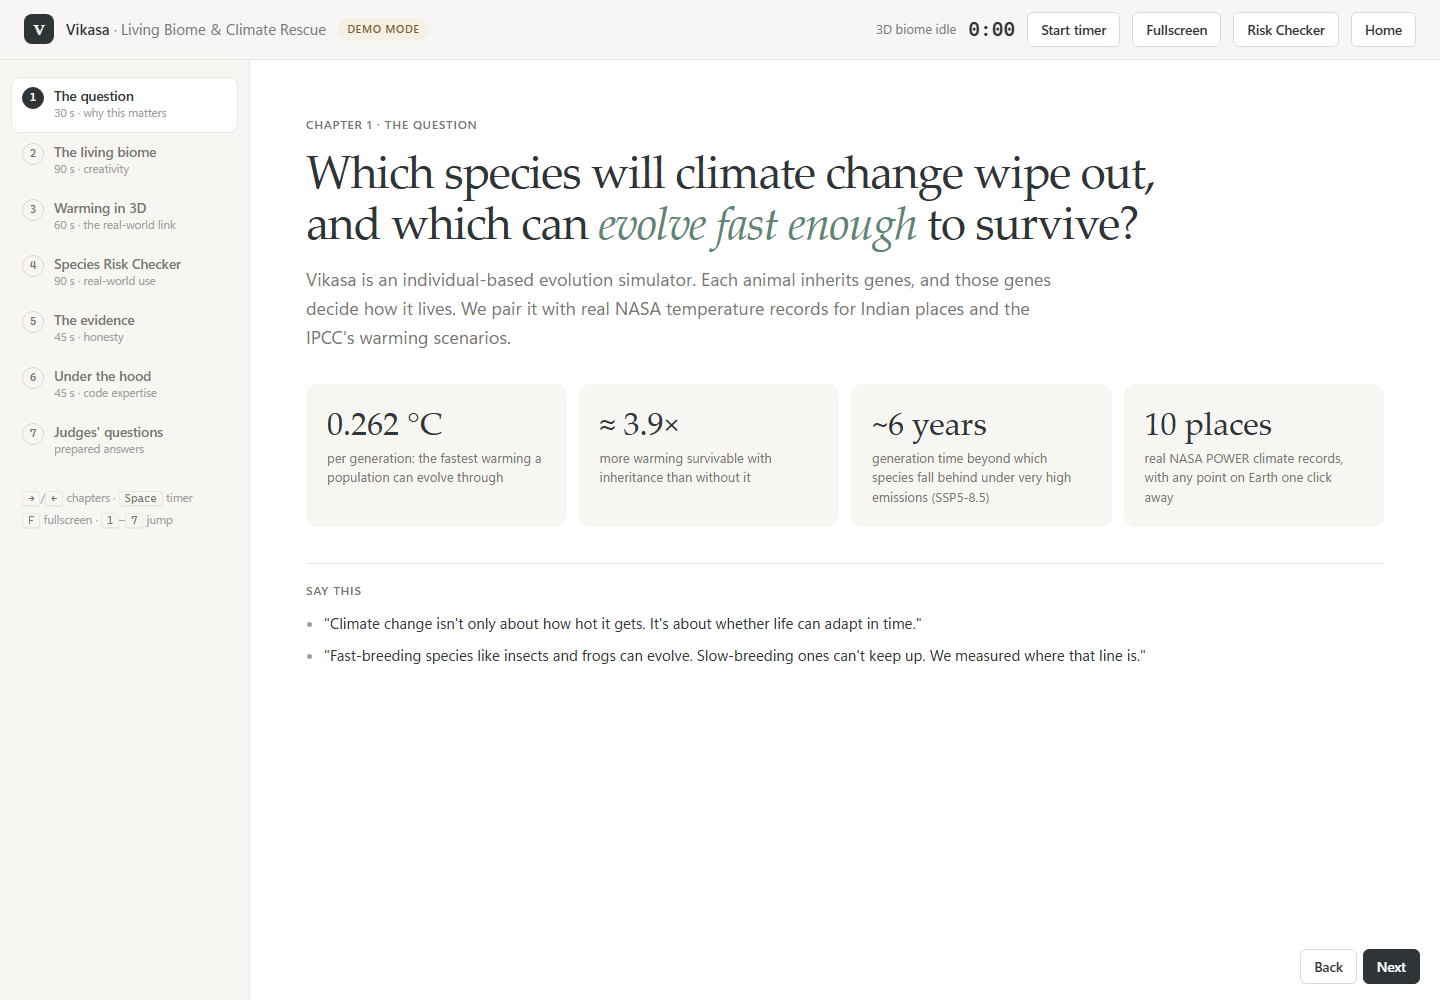 v Vikasa · Living Biome & Climate Rescue DEMO MODE
3D biome idle 0:00 Start timer Fullscreen Risk Checker Home
1 The question
30 s · why this matters
2 The living biome
90 s · creativity
3 Warming in 3D
60 s · the real-world link
4 Species Risk Checker
90 s · real-world use
5 The evidence
45 s · honesty
6 Under the hood
45 s · code expertise
7 Judges' questions
prepared answers
→/← chapters · Space timer
F fullscreen · 1–7 jump
CHAPTER 1 · THE QUESTION
Which species will climate change wipe out,
and which can evolve fast enough to survive?
Vikasa is an individual-based evolution simulator. Each animal inherits genes, and those genes
decide how it lives. We pair it with real NASA temperature records for Indian places and the
IPCC's warming scenarios.
0.262 °C
per generation: the fastest warming a
population can evolve through
≈ 3.9×
more warming survivable with
inheritance than without it
~6 years
generation time beyond which
species fall behind under very high
emissions (SSP5-8.5)
10 places
real NASA POWER climate records,
with any point on Earth one click
away
SAY THIS
• "Climate change isn't only about how hot it gets. It's about whether life can adapt in time."
• "Fast-breeding species like insects and frogs can evolve. Slow-breeding ones can't keep up. We measured where that line is."
Back Next